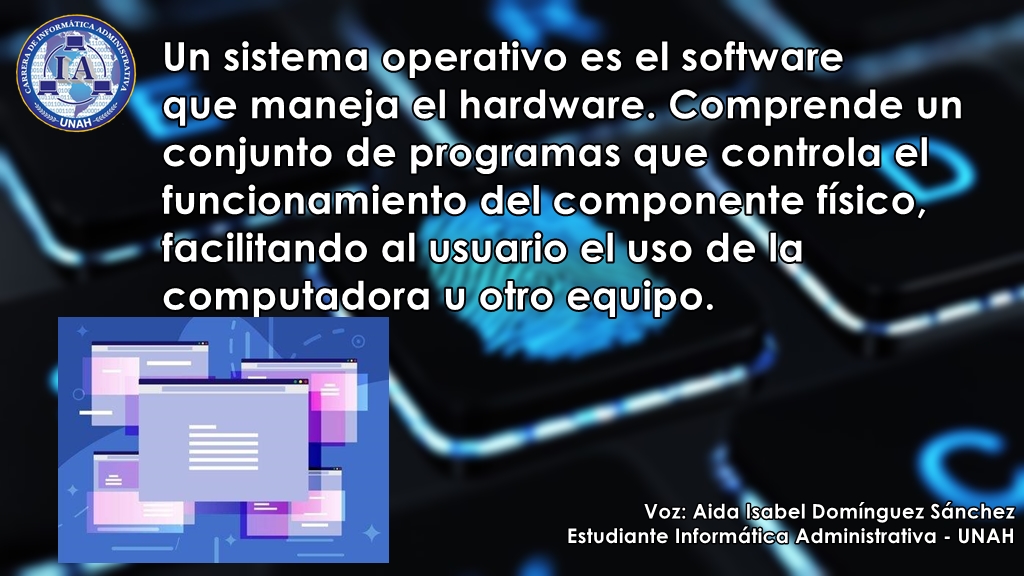 CARRERA DE INFORMÁTICA ADMINISTRATIVA
IA
UNAH
Un sistema operativo es el software
que maneja el hardware. Comprende un
conjunto de programas que controla el
funcionamiento del componente físico,
facilitando al usuario el uso de la
computadora u otro equipo.
Voz: Aida Isabel Domínguez Sánchez
Estudiante Informática Administrativa - UNAH